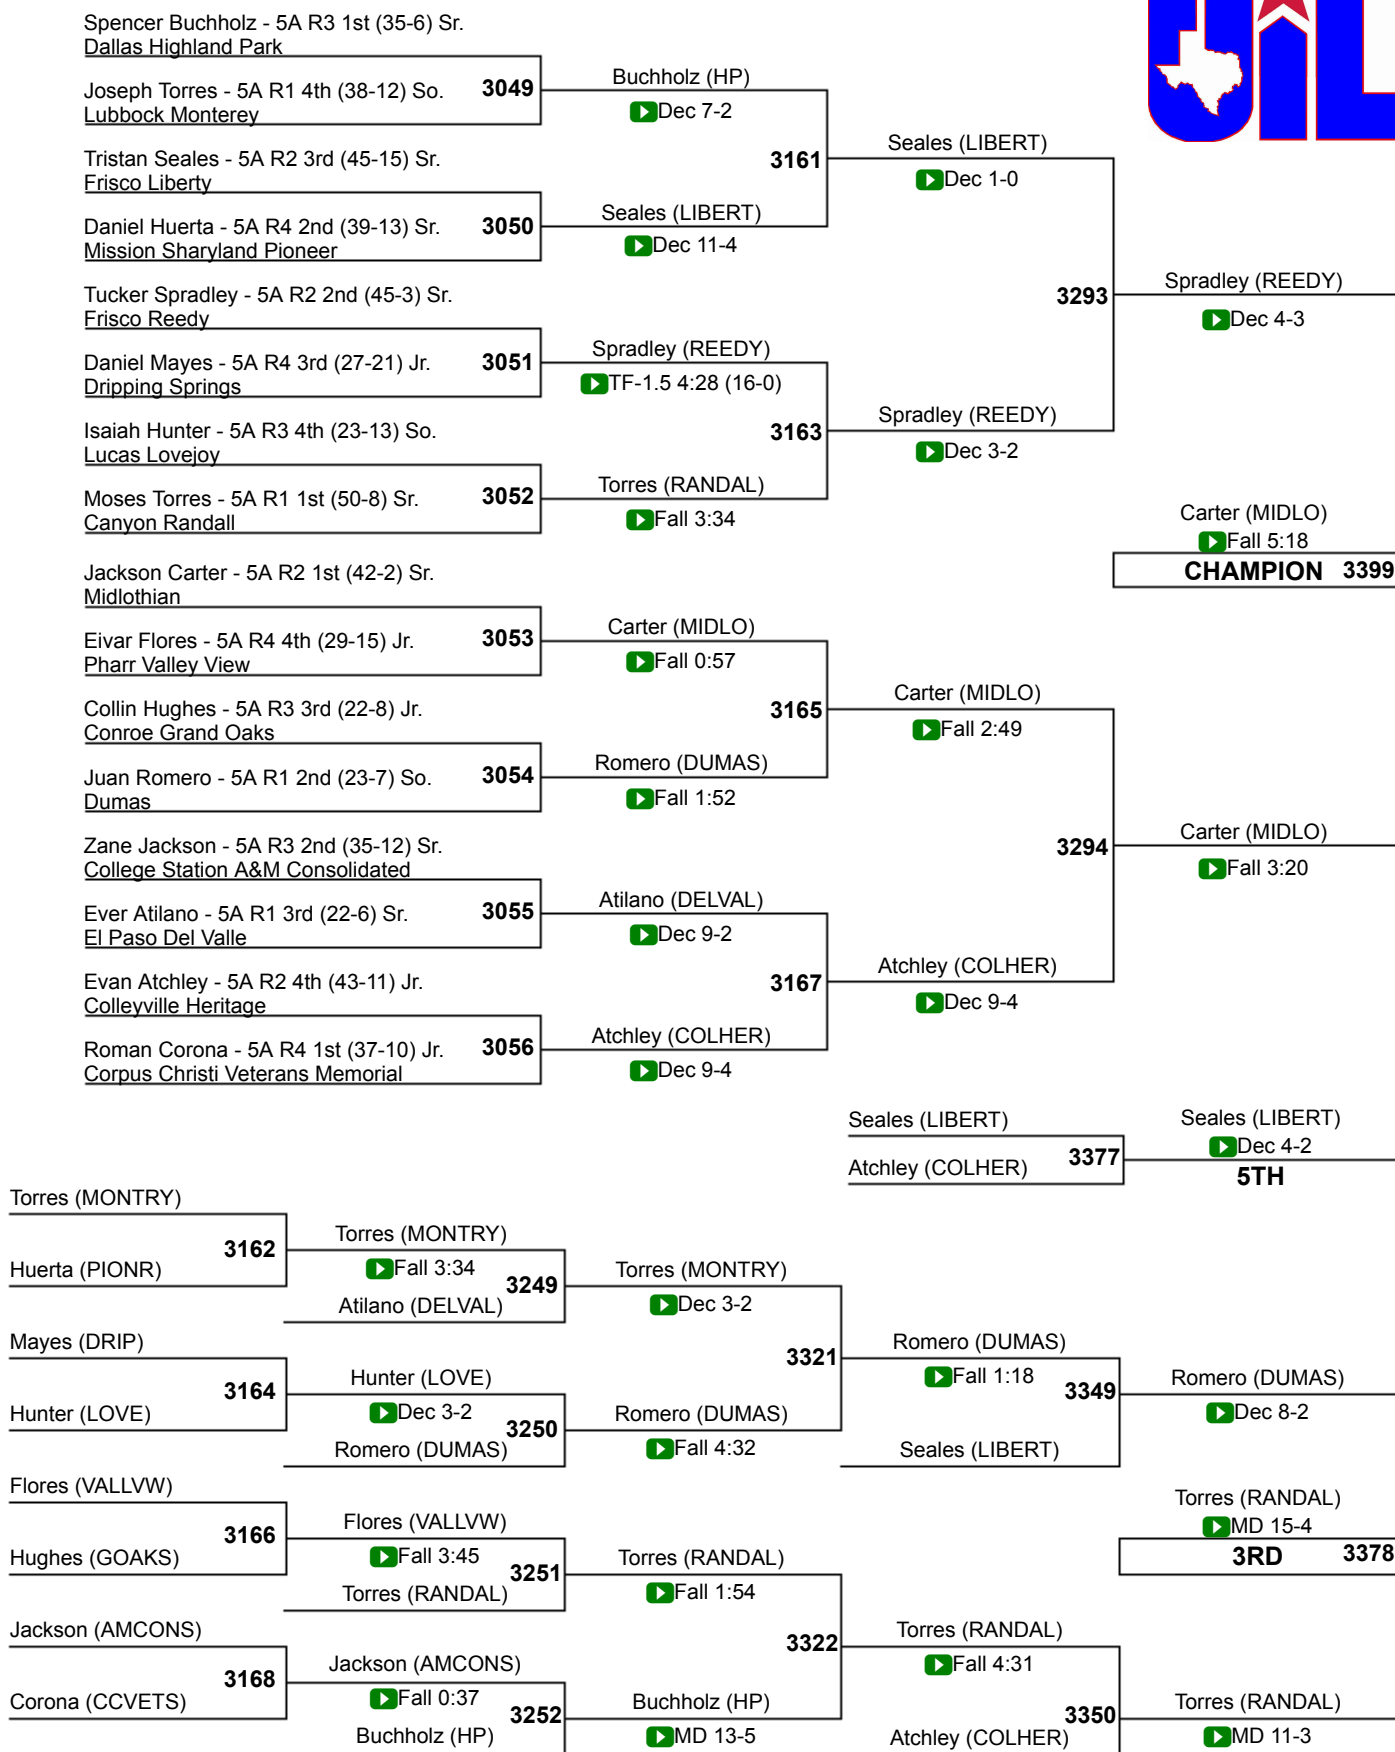 UIL
Spencer Buchholz - 5A R3 1st (35-6) Sr.
Dallas Highland Park
3049
Joseph Torres - 5A R1 4th (38-12) So.
Lubbock Monterey
Buchholz (HP)
Dec 7-2
3161
Tristan Seales - 5A R2 3rd (45-15) Sr.
Frisco Liberty
3050
Daniel Huerta - 5A R4 2nd (39-13) Sr.
Mission Sharyland Pioneer
Seales (LIBERT)
Dec 11-4
Seales (LIBERT)
Dec 1-0
3293
Tucker Spradley - 5A R2 2nd (45-3) Sr.
Frisco Reedy
3051
Daniel Mayes - 5A R4 3rd (27-21) Jr.
Dripping Springs
Spradley (REEDY)
TF-1.5 4:28 (16-0)
3163
Isaiah Hunter - 5A R3 4th (23-13) So.
Lucas Lovejoy
3052
Moses Torres - 5A R1 1st (50-8) Sr.
Canyon Randall
Torres (RANDAL)
Fall 3:34
Spradley (REEDY)
Dec 3-2
Spradley (REEDY)
Dec 4-3
Carter (MIDLO)
Fall 5:18
CHAMPION 3399
Jackson Carter - 5A R2 1st (42-2) Sr.
Midlothian
3053
Eivar Flores - 5A R4 4th (29-15) Jr.
Pharr Valley View
Carter (MIDLO)
Fall 0:57
3165
Collin Hughes - 5A R3 3rd (22-8) Jr.
Conroe Grand Oaks
3054
Juan Romero - 5A R1 2nd (23-7) So.
Dumas
Romero (DUMAS)
Fall 1:52
Carter (MIDLO)
Fall 2:49
3294
Zane Jackson - 5A R3 2nd (35-12) Sr.
College Station A&M Consolidated
3055
Ever Atilano - 5A R1 3rd (22-6) Sr.
El Paso Del Valle
Atilano (DELVAL)
Dec 9-2
3167
Evan Atchley - 5A R2 4th (43-11) Jr.
Colleyville Heritage
3056
Roman Corona - 5A R4 1st (37-10) Jr.
Corpus Christi Veterans Memorial
Atchley (COLHER)
Dec 9-4
Atchley (COLHER)
Dec 9-4
Carter (MIDLO)
Fall 3:20
Seales (LIBERT)
3377
Atchley (COLHER)
Seales (LIBERT)
Dec 4-2
5TH
Torres (MONTRY)
3162
Huerta (PIONR)
Torres (MONTRY)
Fall 3:34
3249
Atilano (DELVAL)
Torres (MONTRY)
Dec 3-2
3321
Mayes (DRIP)
3164
Hunter (LOVE)
Hunter (LOVE)
Dec 3-2
3250
Romero (DUMAS)
Romero (DUMAS)
Fall 4:32
Romero (DUMAS)
Fall 1:18
3349
Seales (LIBERT)
Romero (DUMAS)
Dec 8-2
Flores (VALLVW)
3166
Hughes (GOAKS)
Flores (VALLVW)
Fall 3:45
3251
Torres (RANDAL)
Torres (RANDAL)
Fall 1:54
3322
Torres (RANDAL)
MD 15-4
3RD 3378
Jackson (AMCONS)
3168
Corona (CCVETS)
Jackson (AMCONS)
Fall 0:37
3252
Buchholz (HP)
Buchholz (HP)
MD 13-5
Torres (RANDAL)
Fall 4:31
3350
Atchley (COLHER)
Torres (RANDAL)
MD 11-3